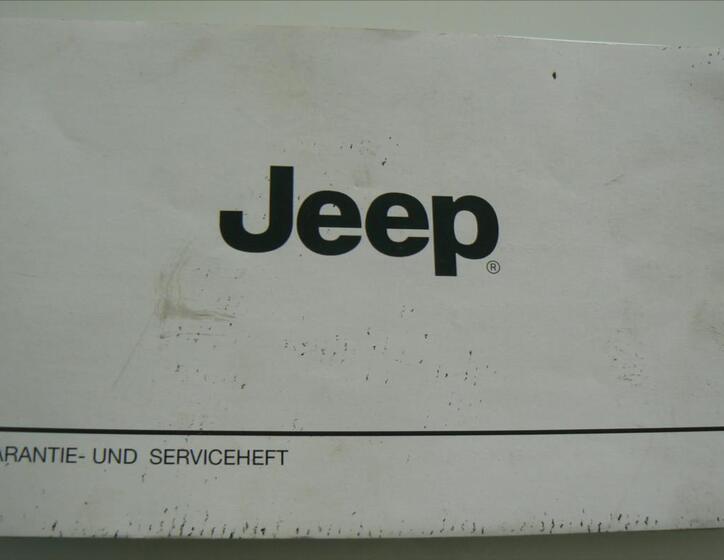 Jeep®
ARANTIE- UND SERVICEHEFT